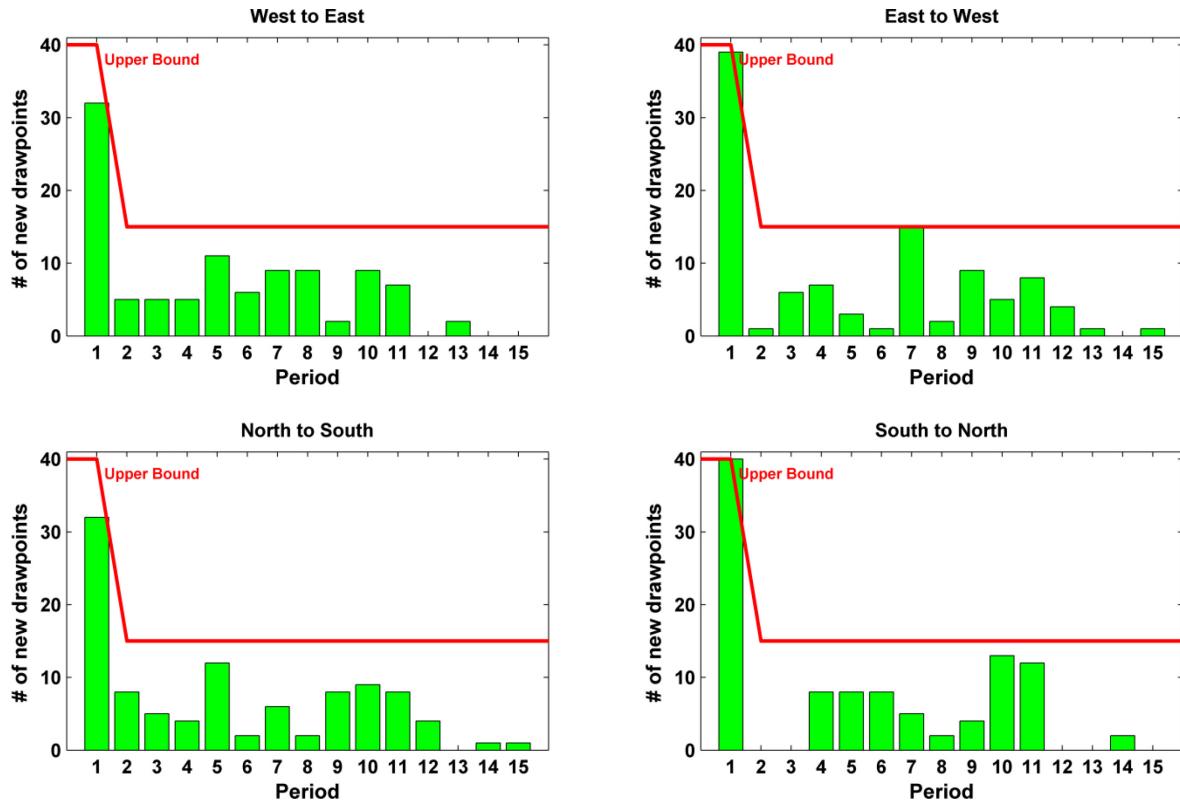 West to East
40
30
20
10
0
# of new drawpoints
Upper Bound
1 2 3 4 5 6 7 8 9 10 11 12 13 14 15
Period
East to West
40
30
20
10
0
# of new drawpoints
Upper Bound
1 2 3 4 5 6 7 8 9 10 11 12 13 14 15
Period
North to South
40
30
20
10
0
# of new drawpoints
Upper Bound
1 2 3 4 5 6 7 8 9 10 11 12 13 14 15
Period
South to North
40
30
20
10
0
# of new drawpoints
Upper Bound
1 2 3 4 5 6 7 8 9 10 11 12 13 14 15
Period